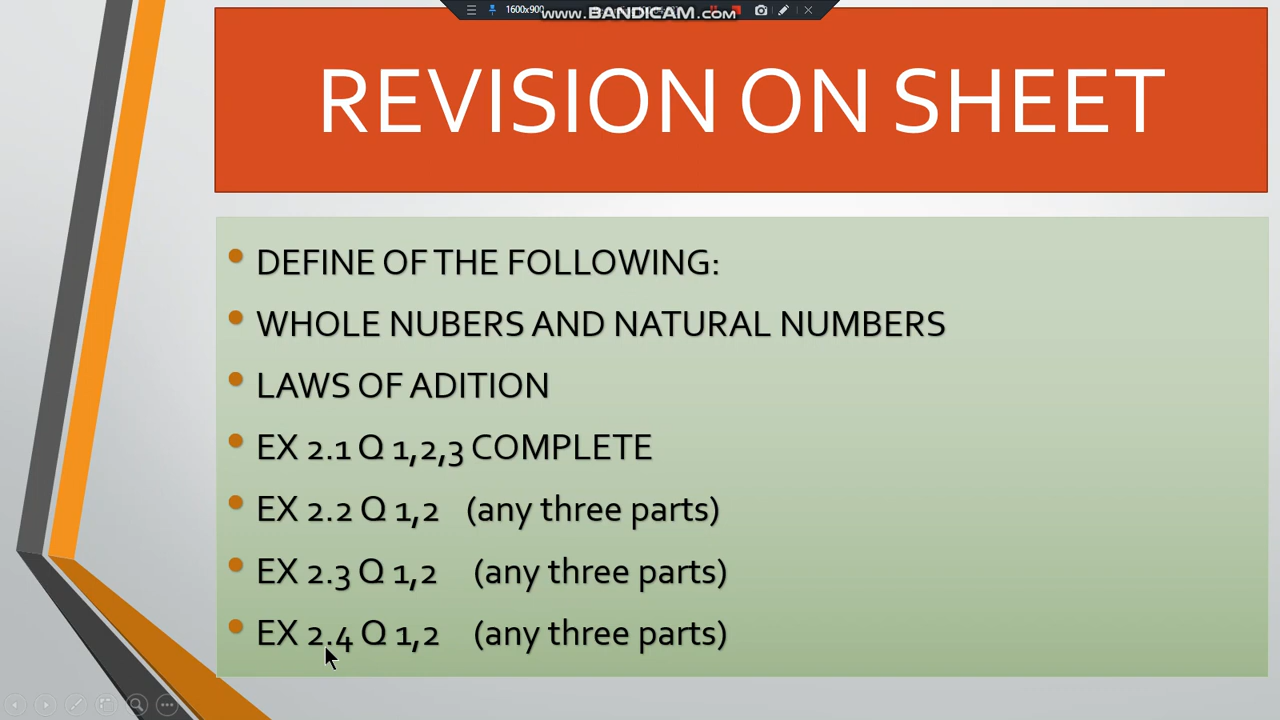 1600x900
www.BANDICAM.com
REVISION ON SHEET
DEFINE OF THE FOLLOWING:
WHOLE NUBERS AND NATURAL NUMBERS
LAWS OF ADITION
EX 2.1 Q 1,2,3 COMPLETE
EX 2.2 Q 1,2 (any three parts)
EX 2.3 Q 1,2 (any three parts)
EX 2.4 Q 1,2 (any three parts)